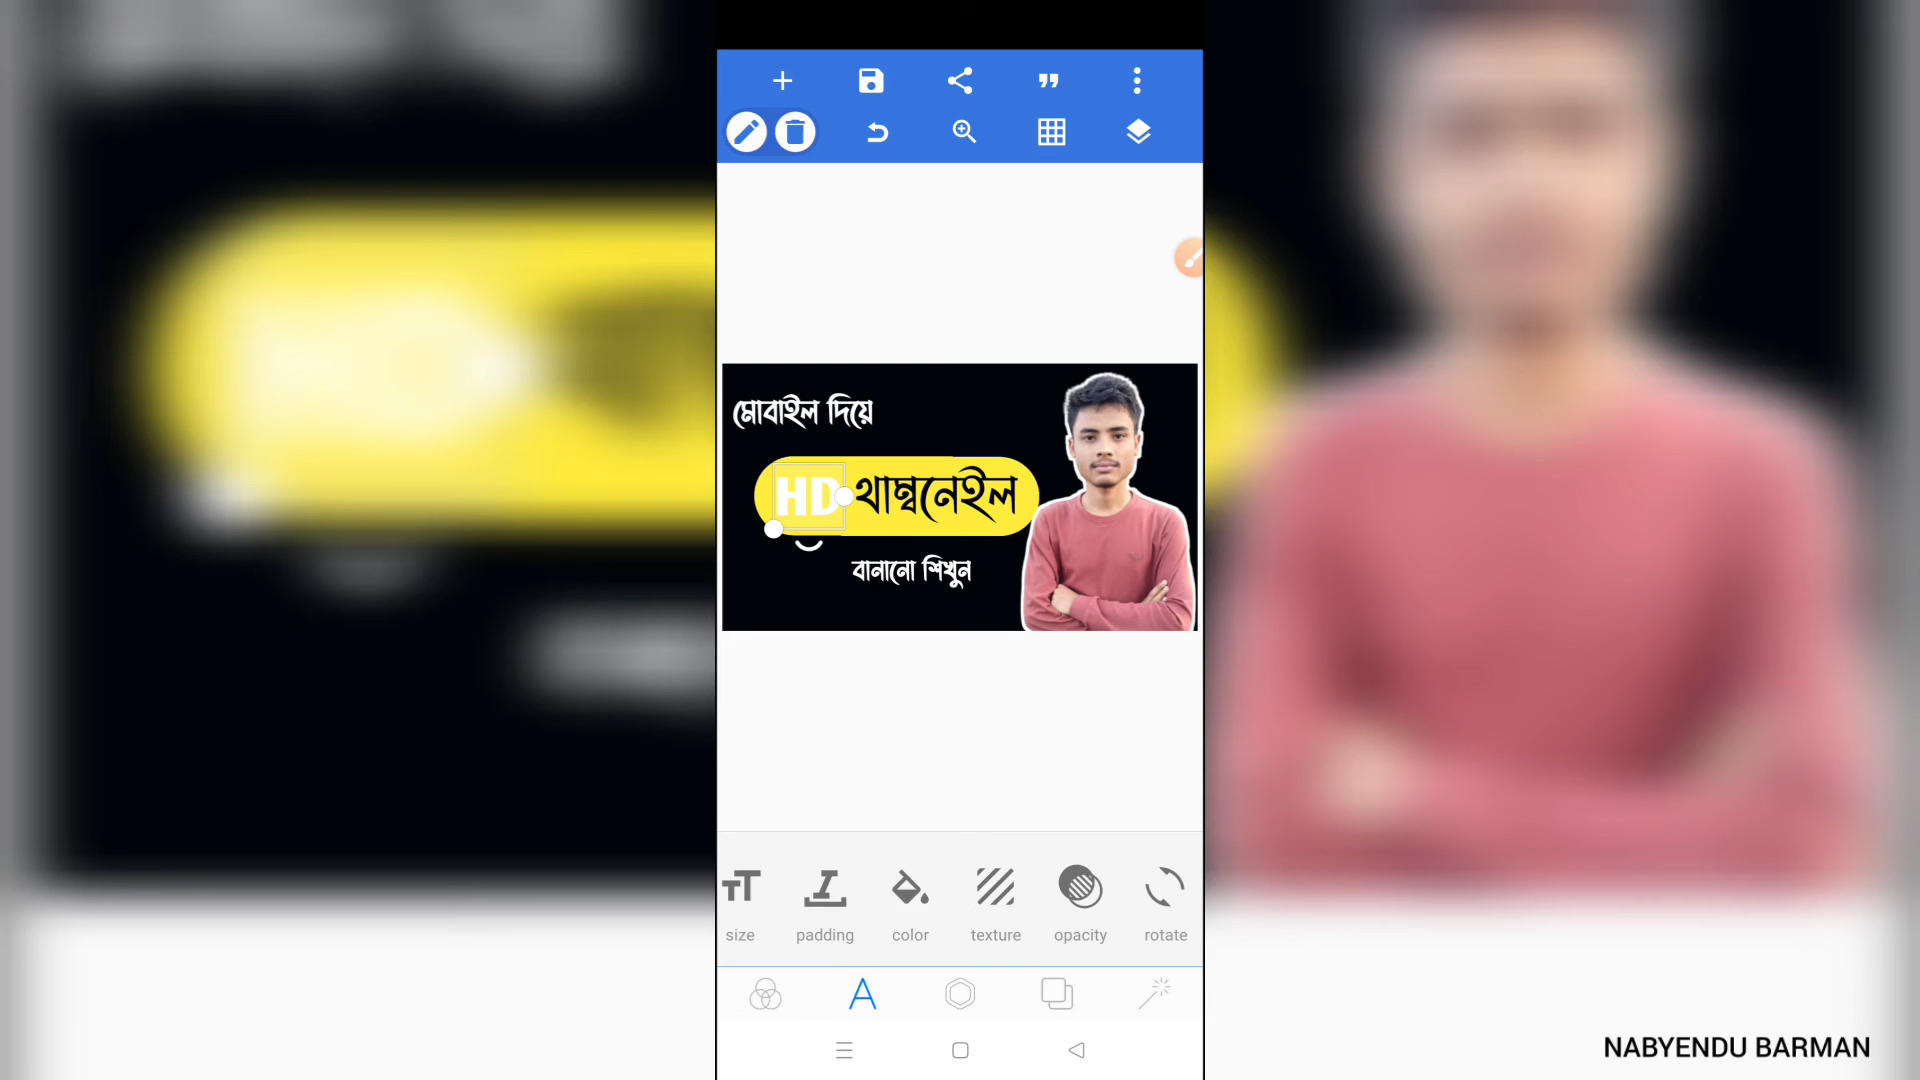 মোবাইল দিয়ে
HD থাম্বনেইল
বানানো শিখুন
size padding color texture opacity rotate
NABYENDU BARMAN